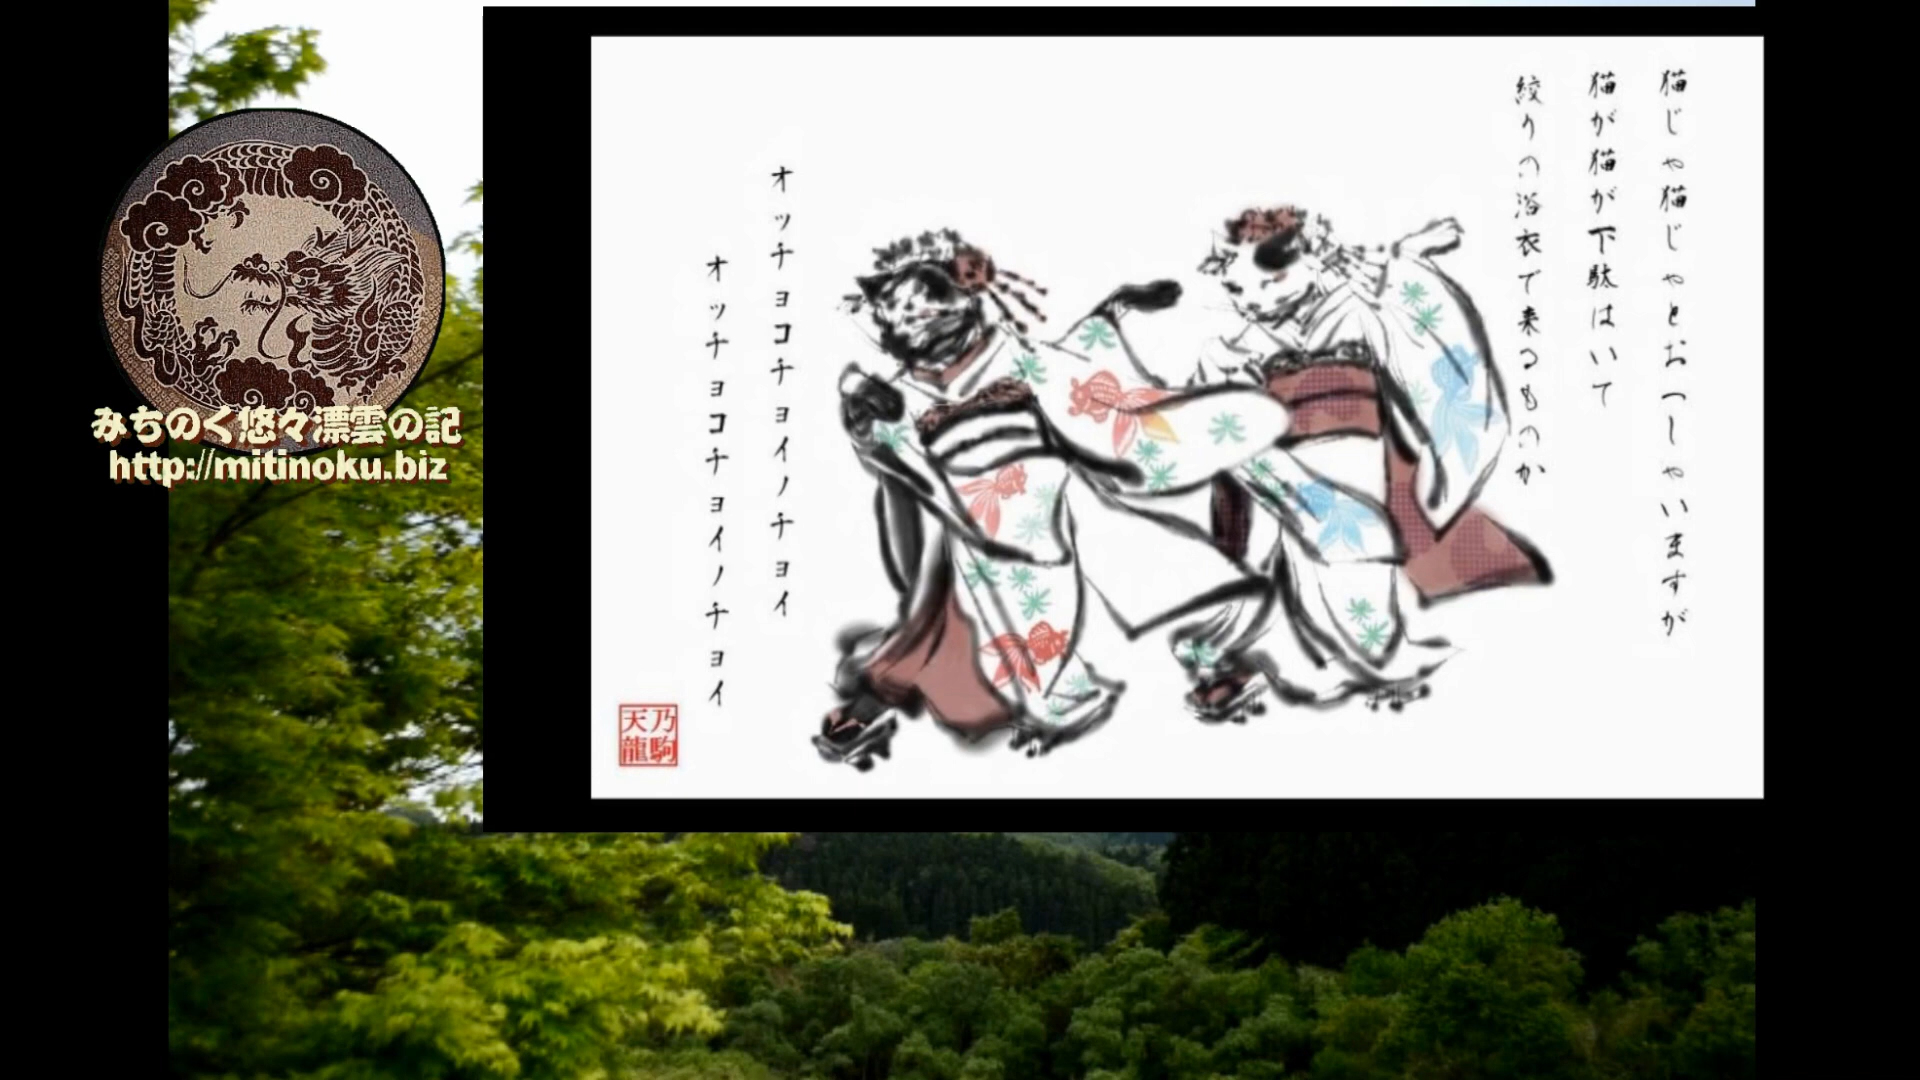 みちのく悠々漂雲の記
http://mitinoku.biz
猫じゃ猫じゃとおっしゃいますが
猫が猫が下駄はいて
絞りの浴衣で来るものか
オッチョコチョイノチョイ
オッチョコチョイノチョイ
乃駒
天龍